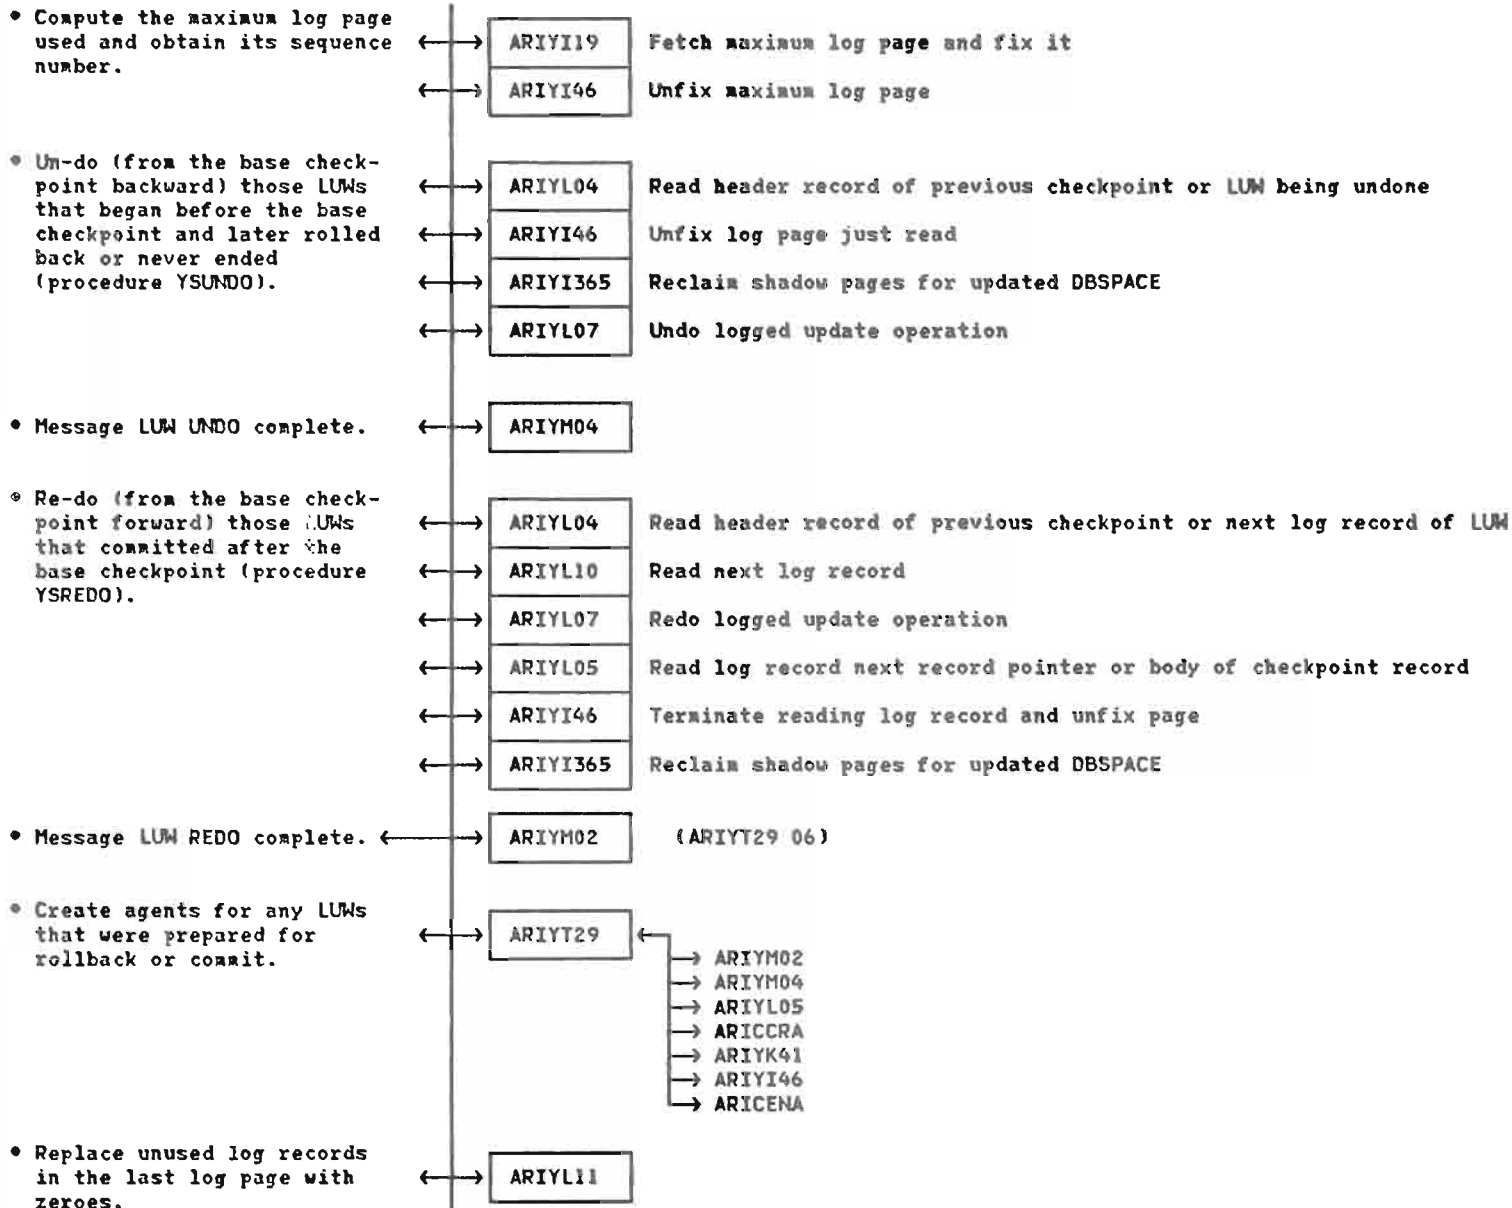 • Compute the maximum log page
used and obtain its sequence
number.
ARIYI19 Fetch maximum log page and fix it
ARIYI46 Unfix maximum log page
• Un-do (from the base check-
point backward) those LUWs
that began before the base
checkpoint and later rolled
back or never ended
(procedure YSUNDO).
ARIYL04 Read header record of previous checkpoint or LUW being undone
ARIYI46 Unfix log page just read
ARIYI365 Reclaim shadow pages for updated DBSPACE
ARIYL07 Undo logged update operation
• Message LUW UNDO complete.
ARIYM04
• Re-do (from the base check-
point forward) those LUWs
that committed after the
base checkpoint (procedure
YSREDO).
ARIYL04 Read header record of previous checkpoint or next log record of LUW
ARIYL10 Read next log record
ARIYL07 Redo logged update operation
ARIYL05 Read log record next record pointer or body of checkpoint record
ARIYI46 Terminate reading log record and unfix page
ARIYI365 Reclaim shadow pages for updated DBSPACE
• Message LUW REDO complete.
ARIYM02 (ARIYT29 06)
• Create agents for any LUWs
that were prepared for
rollback or commit.
ARIYT29
ARIYM02
ARIYM04
ARIYL05
ARICCRA
ARIYK41
ARIYI46
ARICENA
• Replace unused log records
in the last log page with
zeroes.
ARIYL11